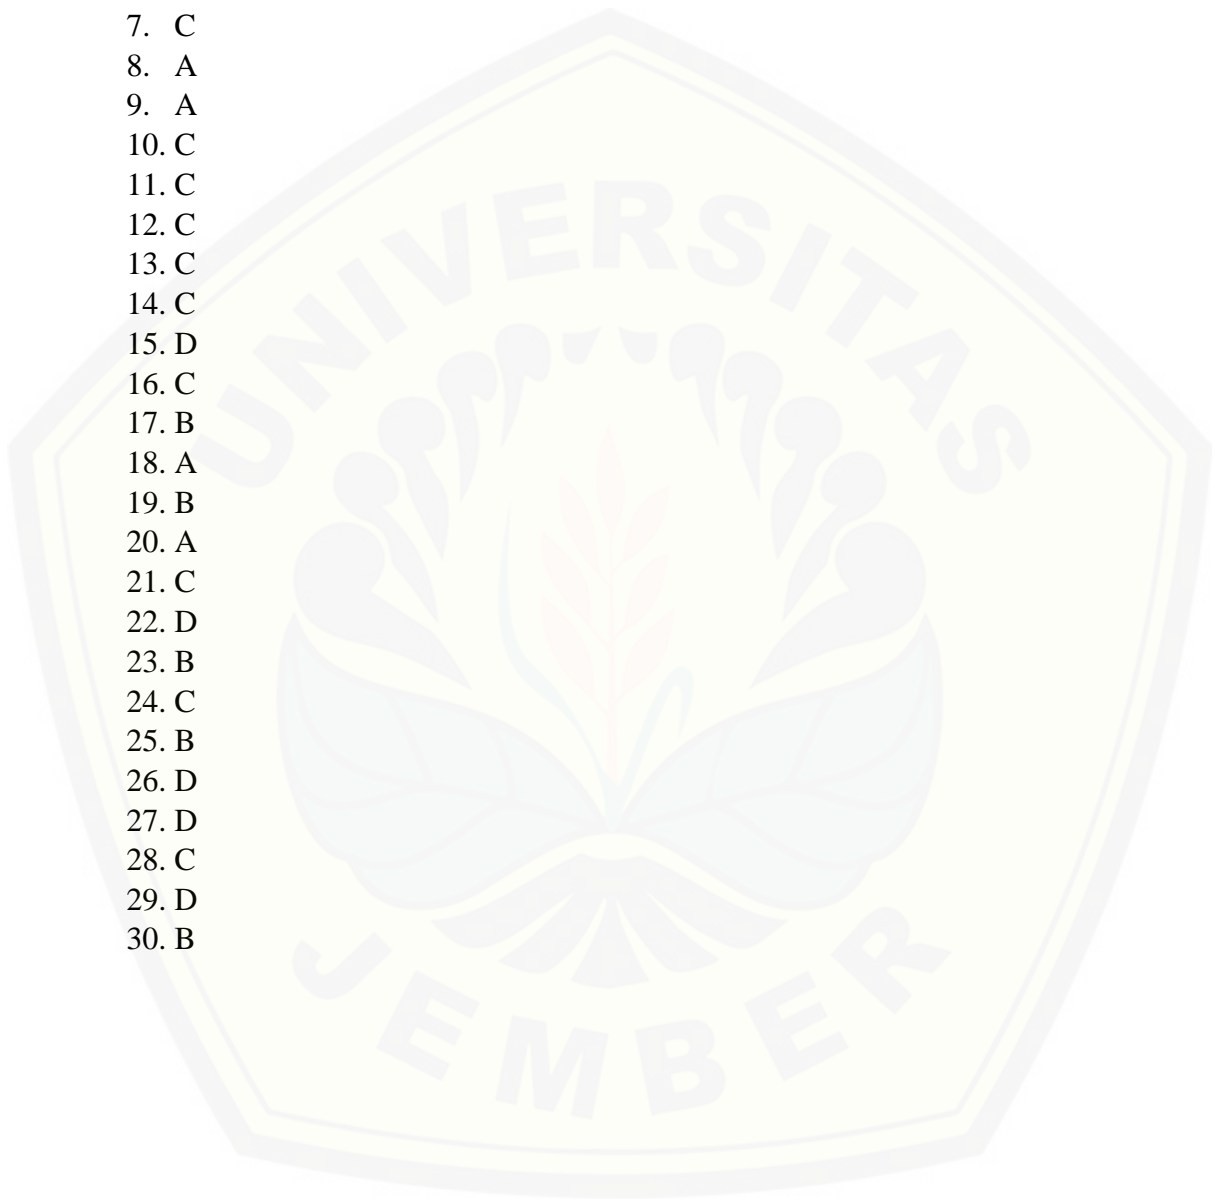 7. C
8. A
9. A
10. C
11. C
12. C
13. C
14. C
15. D
16. C
17. B
18. A
19. B
20. A
21. C
22. D
23. B
24. C
25. B
26. D
27. D
28. C
29. D
30. B
UNIVERSITAS
JEMBER